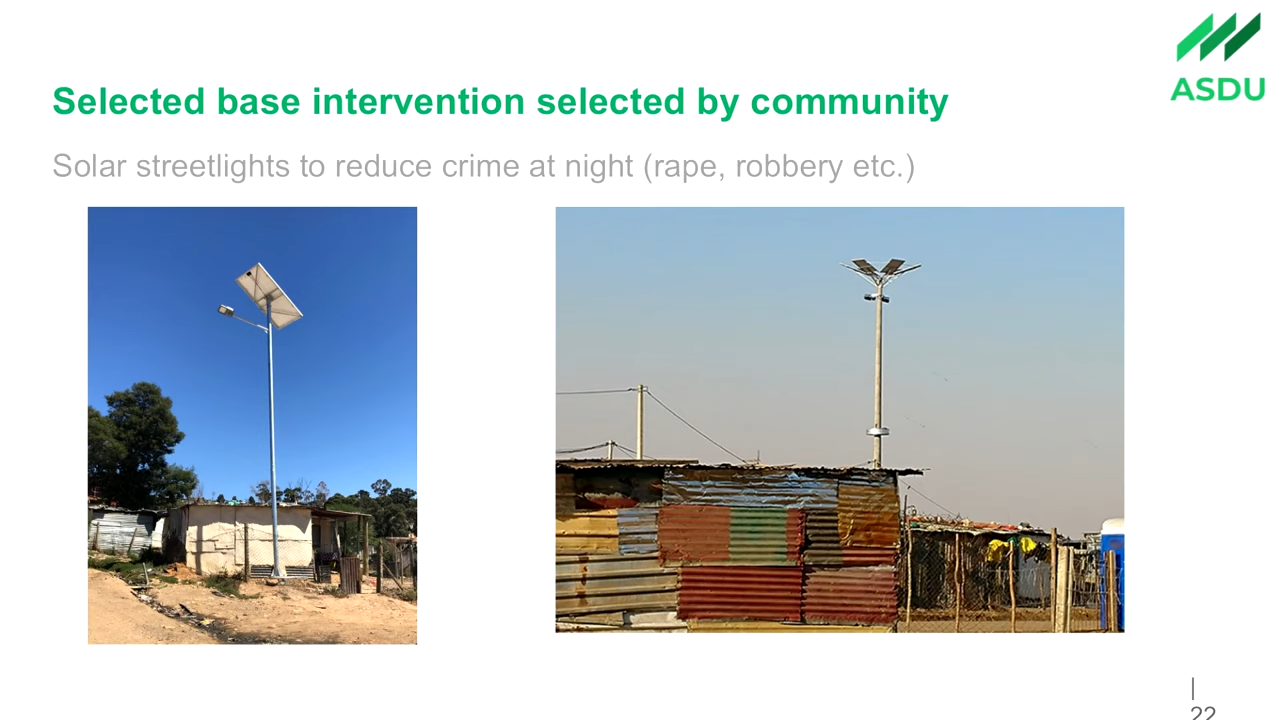 ASDU
Selected base intervention selected by community
Solar streetlights to reduce crime at night (rape, robbery etc.)
|
22